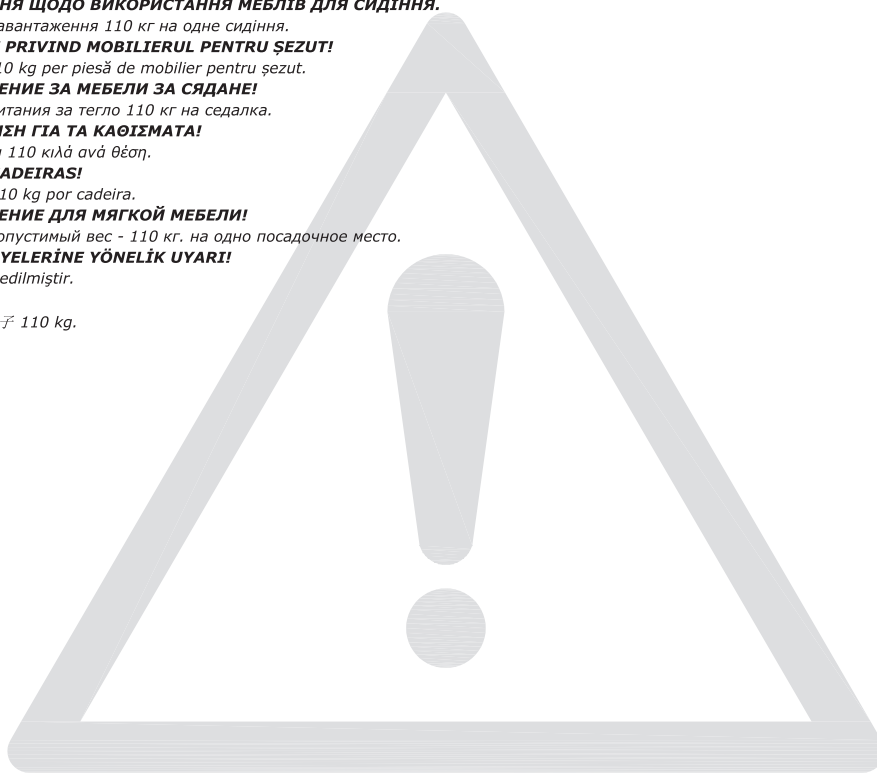 НЯ ЩОДО ВИКОРИСТАННЯ МЕБЛІВ ДЛЯ СИДІННЯ.
авантаження 110 кг на одне сидіння.
PRIVIND MOBILIERUL PENTRU ȘEZUT!
10 kg per piesă de mobilier pentru șezut.
ЕНИЕ ЗА МЕБЕЛИ ЗА СЯДАНЕ!
итания за тегло 110 кг на седалка.
ΣΗ ΓΙΑ ΤΑ ΚΑΘΙΣΜΑΤΑ!
110 κιλά ανά θέση.
ADEIRAS!
10 kg por cadeira.
ЕНИЕ ДЛЯ МЯГКОЙ МЕБЕЛИ!
опустимый вес - 110 кг. на одно посадочное место.
YELERİNE YÖNELİK UYARI!
edilmiştir.
子 110 kg.